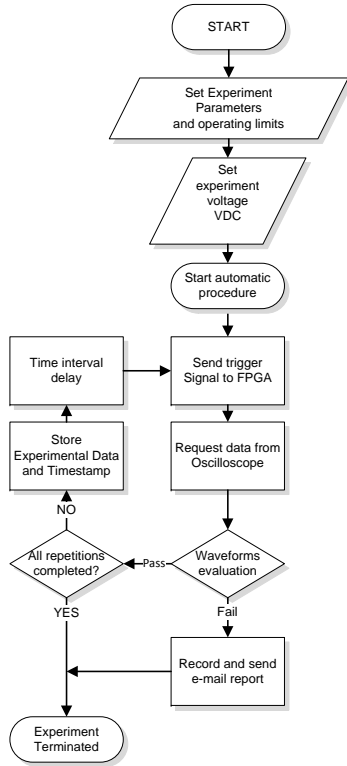 START
Set Experiment
Parameters
and operating limits
Set
experiment
voltage
VDC
Start automatic
procedure
Time interval
delay
Send trigger
Signal to FPGA
Store
Experimental Data
and Timestamp
Request data from
Oscilloscope
NO
All repetitions
completed?
Pass
Waveforms
evaluation
YES
Fail
Record and send
e-mail report
Experiment
Terminated